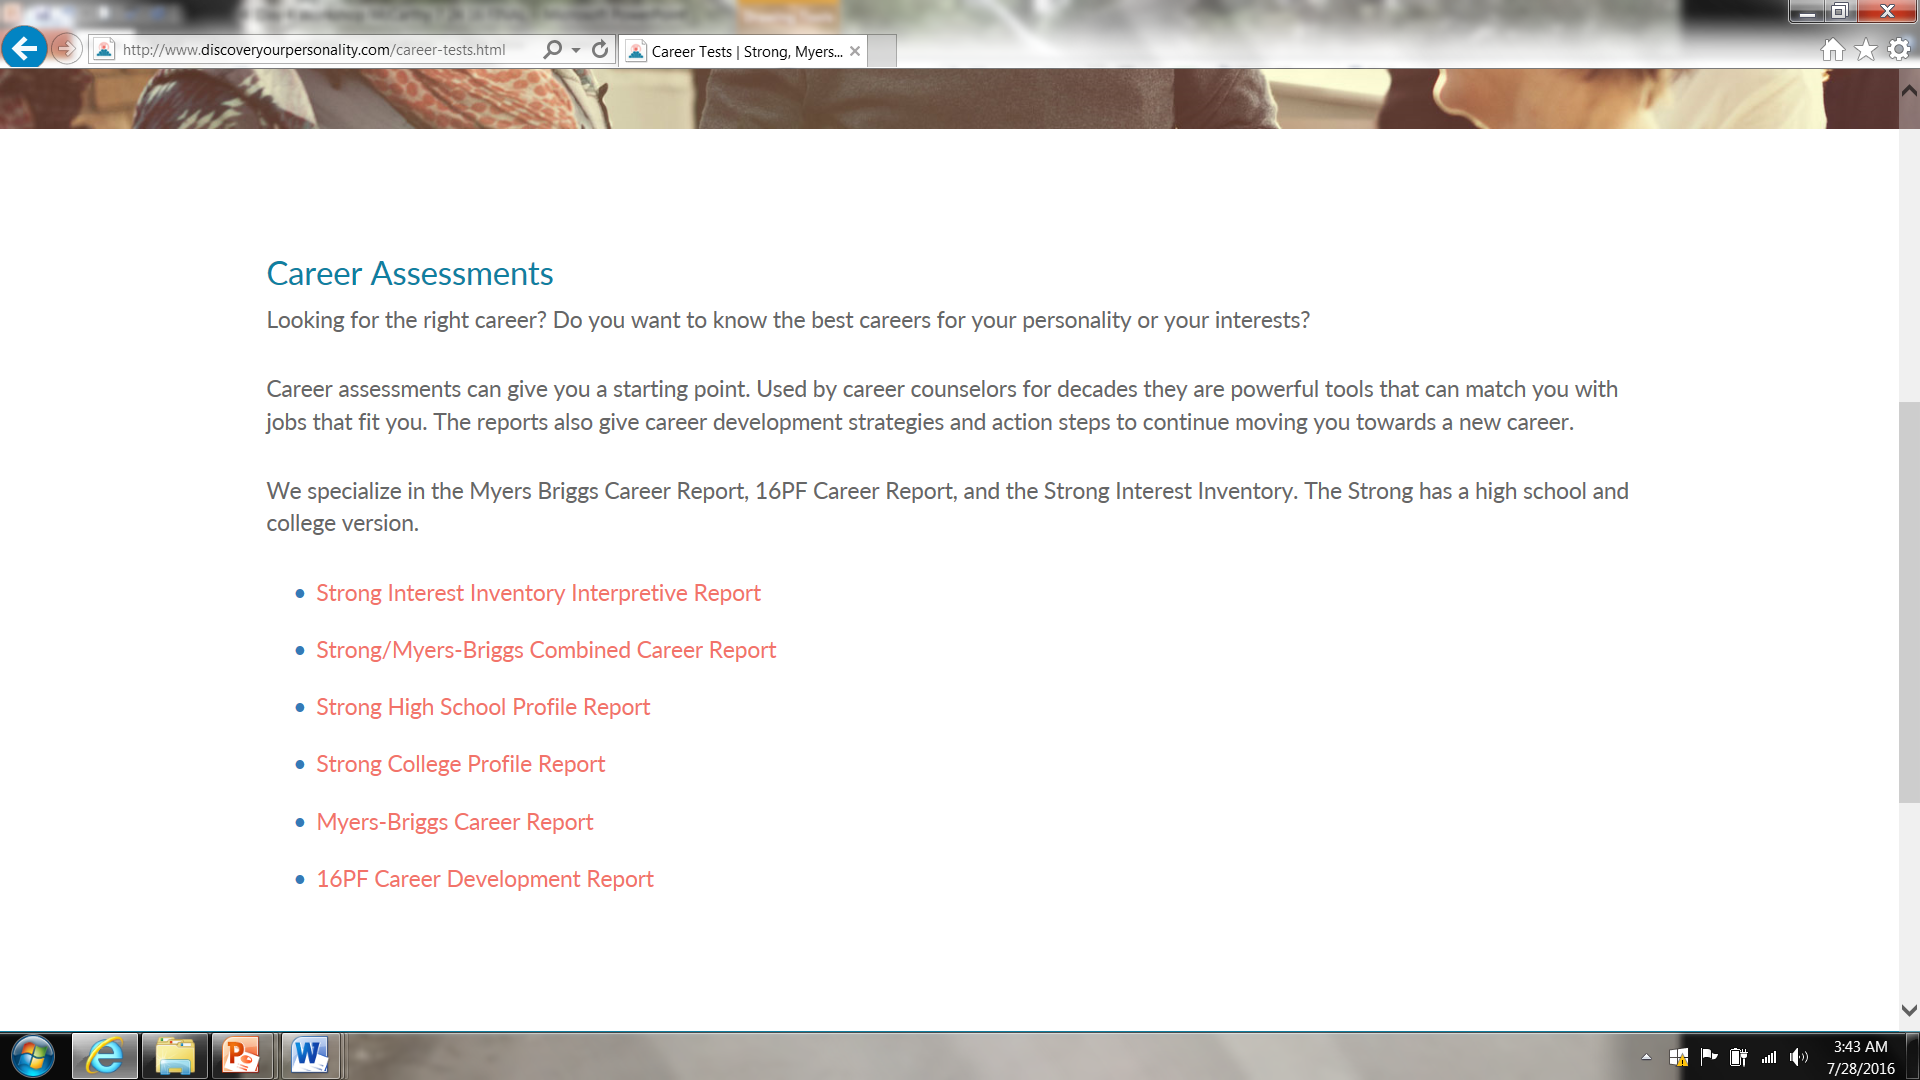 http://www.discoveryourpersonality.com/career-tests.html
Career Tests | Strong, Myers...
Career Assessments
Looking for the right career? Do you want to know the best careers for your personality or your interests?
Career assessments can give you a starting point. Used by career counselors for decades they are powerful tools that can match you with
jobs that fit you. The reports also give career development strategies and action steps to continue moving you towards a new career.
We specialize in the Myers Briggs Career Report, 16PF Career Report, and the Strong Interest Inventory. The Strong has a high school and
college version.
Strong Interest Inventory Interpretive Report
Strong/Myers-Briggs Combined Career Report
Strong High School Profile Report
Strong College Profile Report
Myers-Briggs Career Report
16PF Career Development Report
3:43 AM
7/28/2016